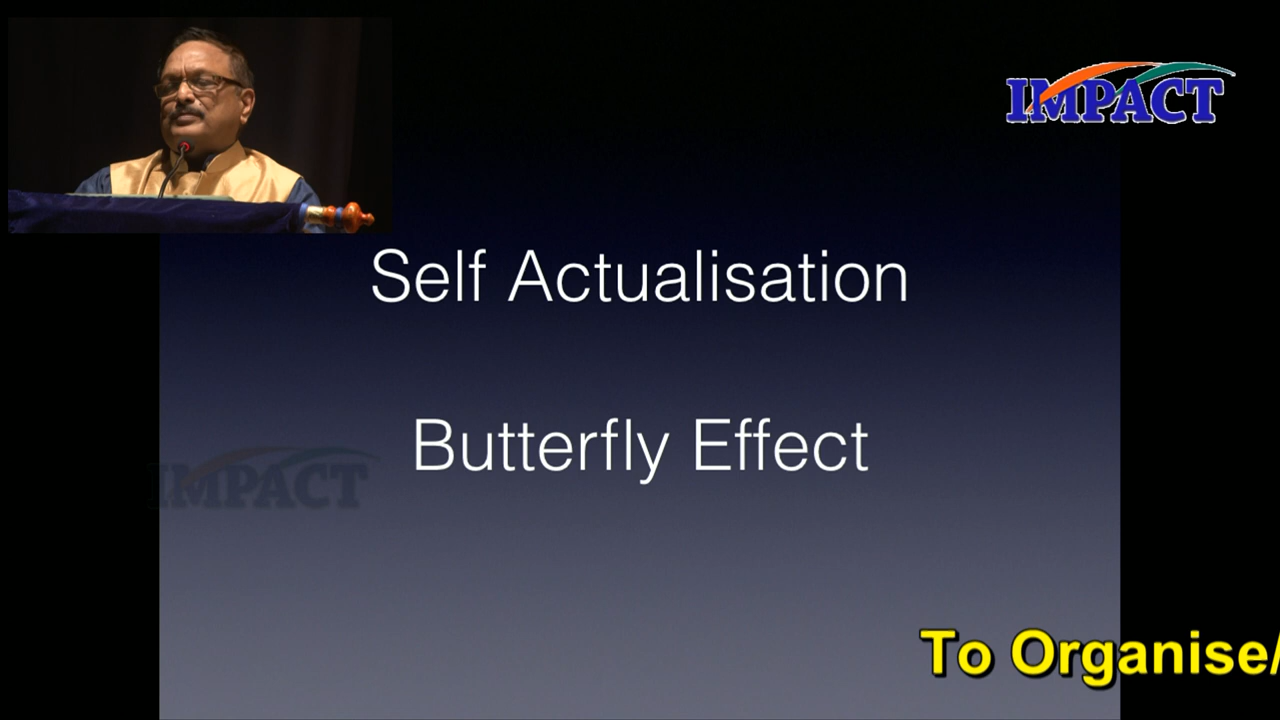 IMPACT
Self Actualisation
Butterfly Effect
IMPACT
To Organise/